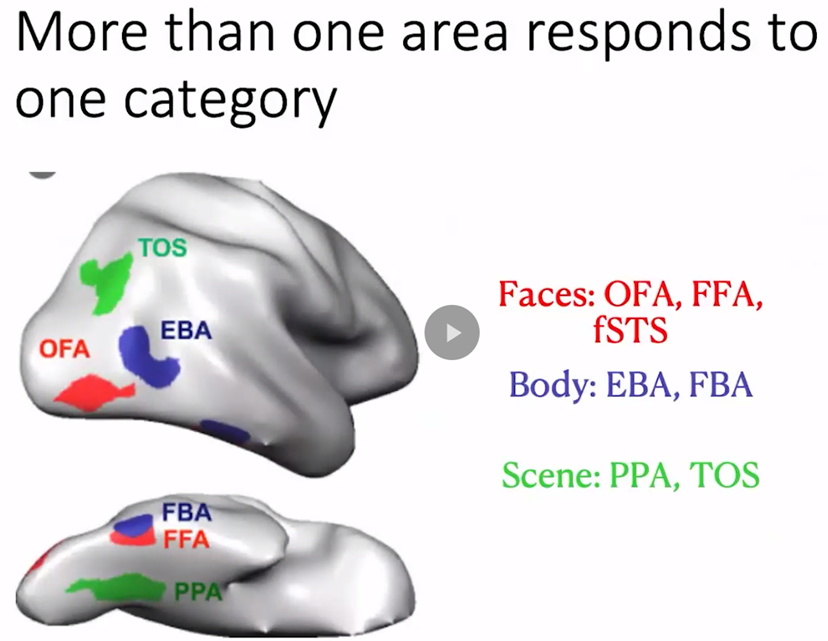 More than one area responds to
one category
TOS
EBA
OFA
Faces: OFA, FFA,
fSTS
Body: EBA, FBA
Scene: PPA, TOS
FBA
FFA
PPA